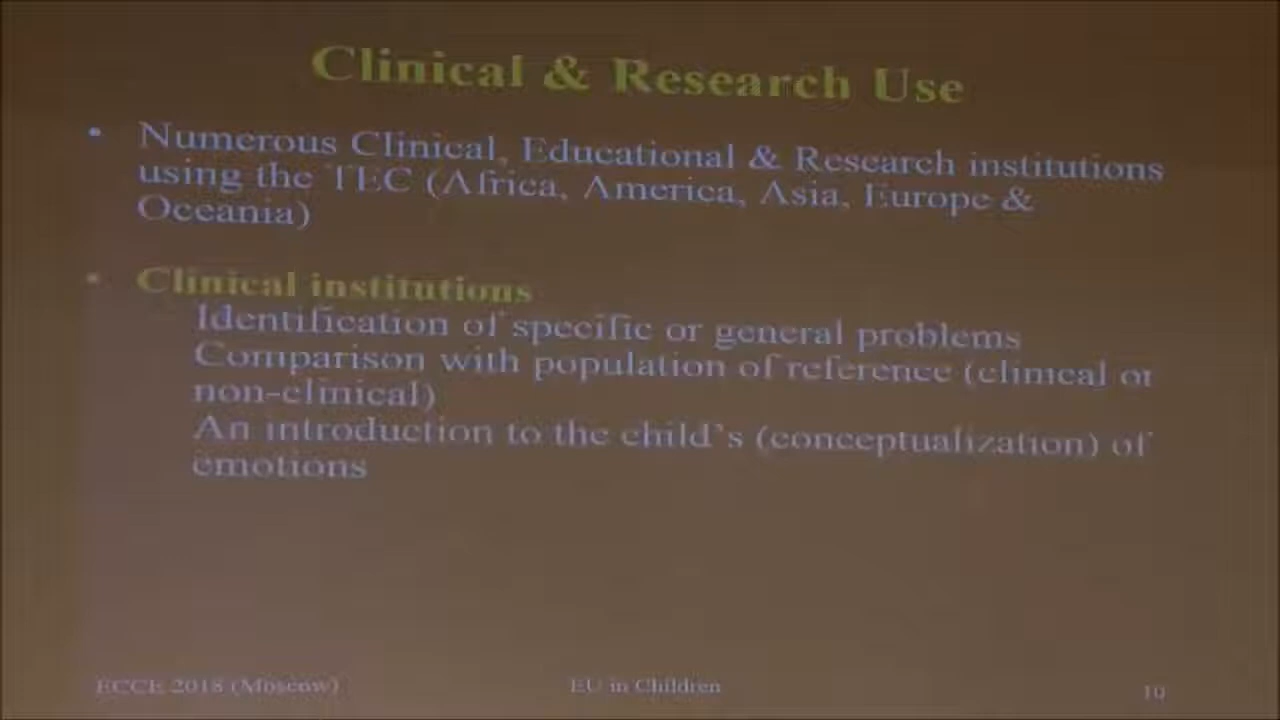 Clinical & Research Use
• Numerous Clinical, Educational & Research institutions
using the TEC (Africa, America, Asia, Europe &
Oceania)
• Clinical institutions
Identification of specific or general problems
Comparison with population of reference (clinical or
non-clinical)
An introduction to the child's (conceptualization) of
emotions
ECCE 2018 (Moscow) EU in Children 10